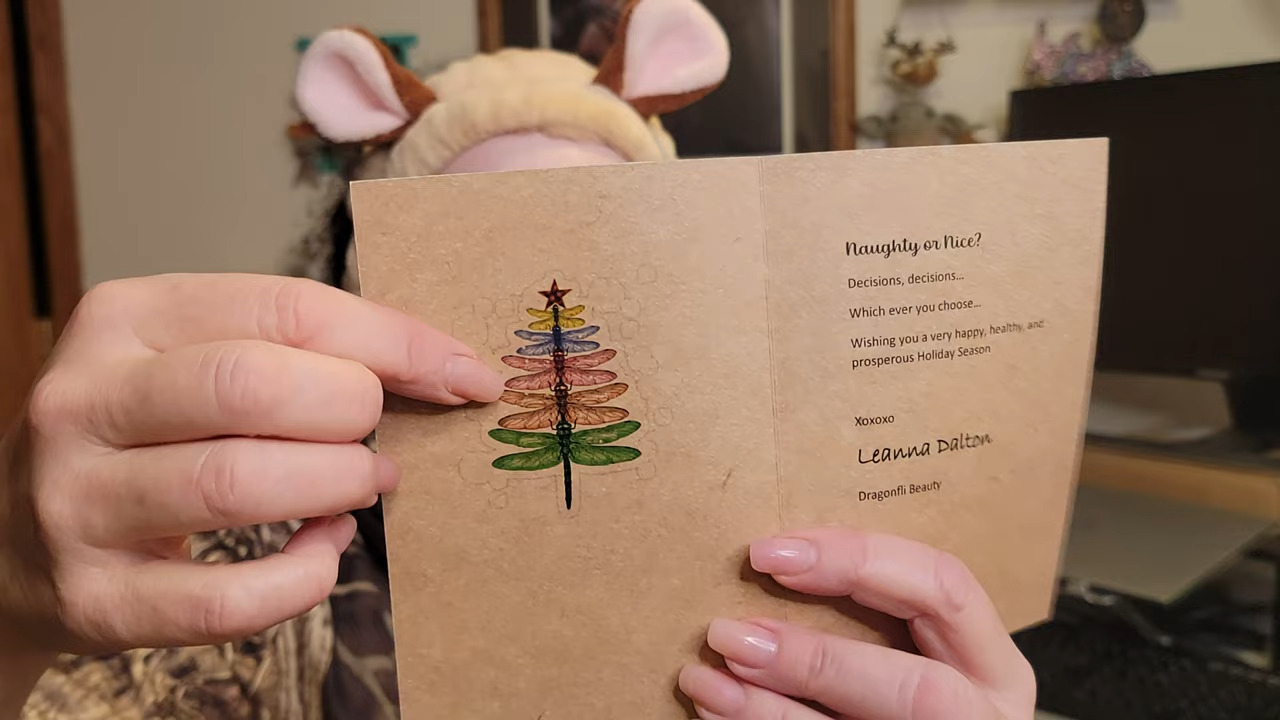 Naughty or Nice?
Decisions, decisions...
Which ever you choose...
Wishing you a very happy, healthy, and
prosperous Holiday Season
Xoxoxo
Leanna Dalton
Dragonfli Beauty